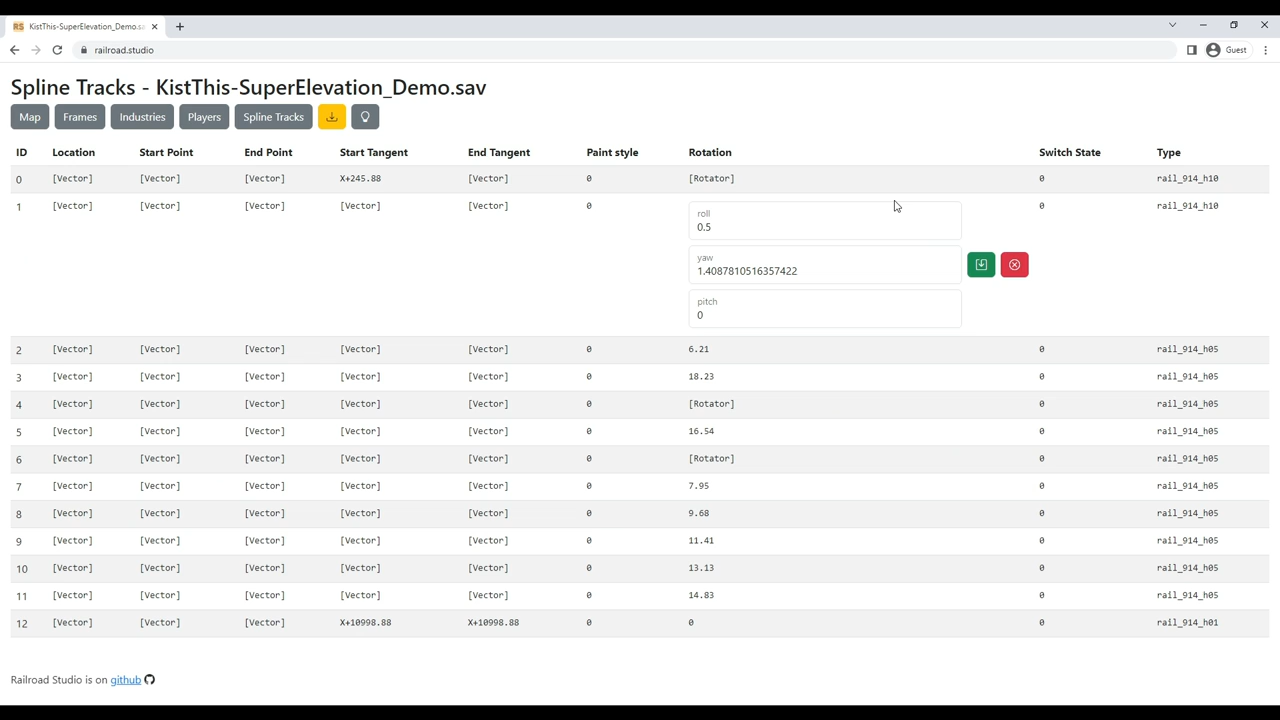 RS KistThis-SuperElevation_Demo.sa
railroad.studio
Guest
Spline Tracks - KistThis-SuperElevation_Demo.sav
Map Frames Industries Players Spline Tracks
ID Location Start Point End Point Start Tangent End Tangent Paint style Rotation Switch State Type
0 [Vector] [Vector] [Vector] X+245.88 [Vector] 0 [Rotator] 0 rail_914_h10
1 [Vector] [Vector] [Vector] [Vector] [Vector] 0 0 rail_914_h10
roll
0.5
yaw
1.4087810516357422
pitch
0
2 [Vector] [Vector] [Vector] [Vector] [Vector] 0 6.21 0 rail_914_h05
3 [Vector] [Vector] [Vector] [Vector] [Vector] 0 18.23 0 rail_914_h05
4 [Vector] [Vector] [Vector] [Vector] [Vector] 0 [Rotator] 0 rail_914_h05
5 [Vector] [Vector] [Vector] [Vector] [Vector] 0 16.54 0 rail_914_h05
6 [Vector] [Vector] [Vector] [Vector] [Vector] 0 [Rotator] 0 rail_914_h05
7 [Vector] [Vector] [Vector] [Vector] [Vector] 0 7.95 0 rail_914_h05
8 [Vector] [Vector] [Vector] [Vector] [Vector] 0 9.68 0 rail_914_h05
9 [Vector] [Vector] [Vector] [Vector] [Vector] 0 11.41 0 rail_914_h05
10 [Vector] [Vector] [Vector] [Vector] [Vector] 0 13.13 0 rail_914_h05
11 [Vector] [Vector] [Vector] [Vector] [Vector] 0 14.83 0 rail_914_h05
12 [Vector] [Vector] [Vector] X+10998.88 X+10998.88 0 0 0 rail_914_h01
Railroad Studio is on github